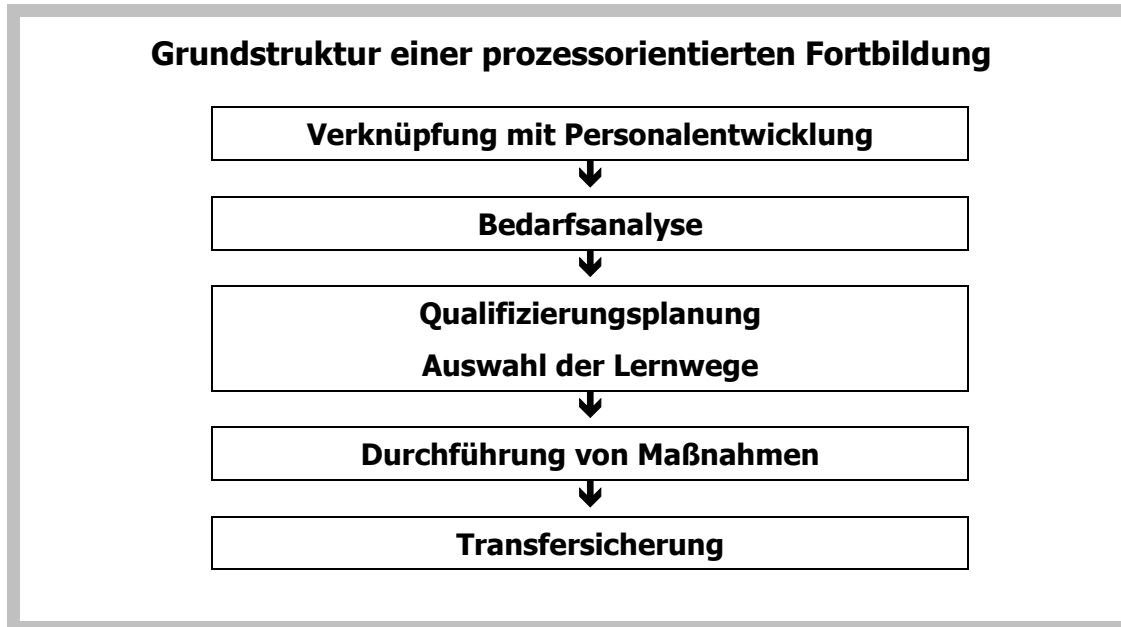 Grundstruktur einer prozessorientierten Fortbildung
Verknüpfung mit Personalentwicklung
Bedarfsanalyse
Qualifizierungsplanung
Auswahl der Lernwege
Durchführung von Maßnahmen
Transfersicherung